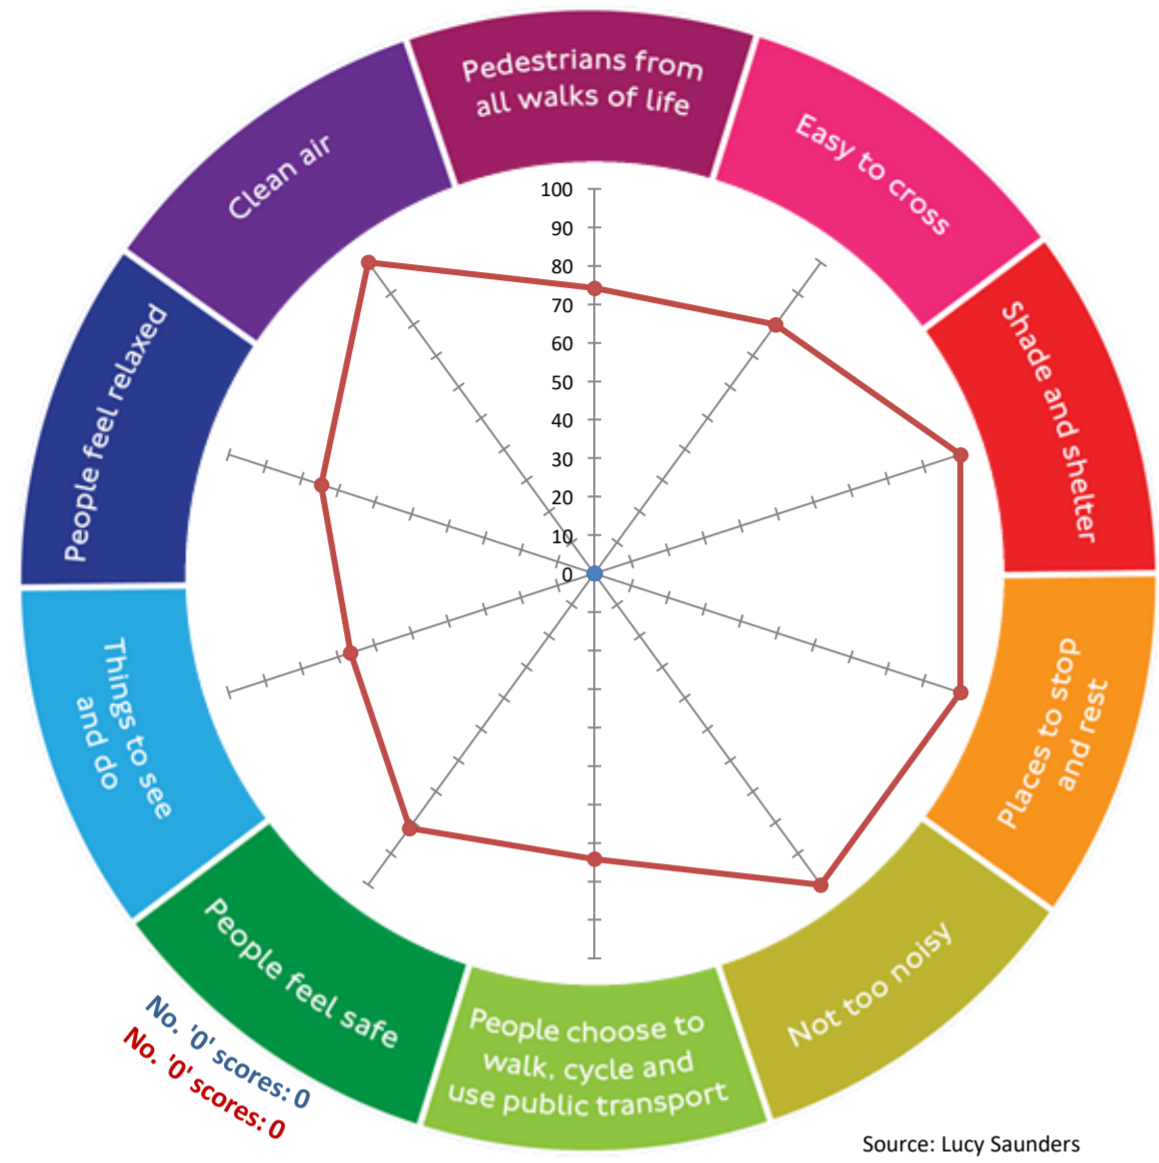 Pedestrians from
all walks of life
Easy to cross
Shade and shelter
Places to stop
and rest
Not too noisy
People choose to
walk, cycle and
use public transport
People feel safe
Things to see
and do
People feel relaxed
Clean air
100
90
80
70
60
50
40
30
20
10
0
No. '0' scores: 0
No. '0' scores: 0
Source: Lucy Saunders